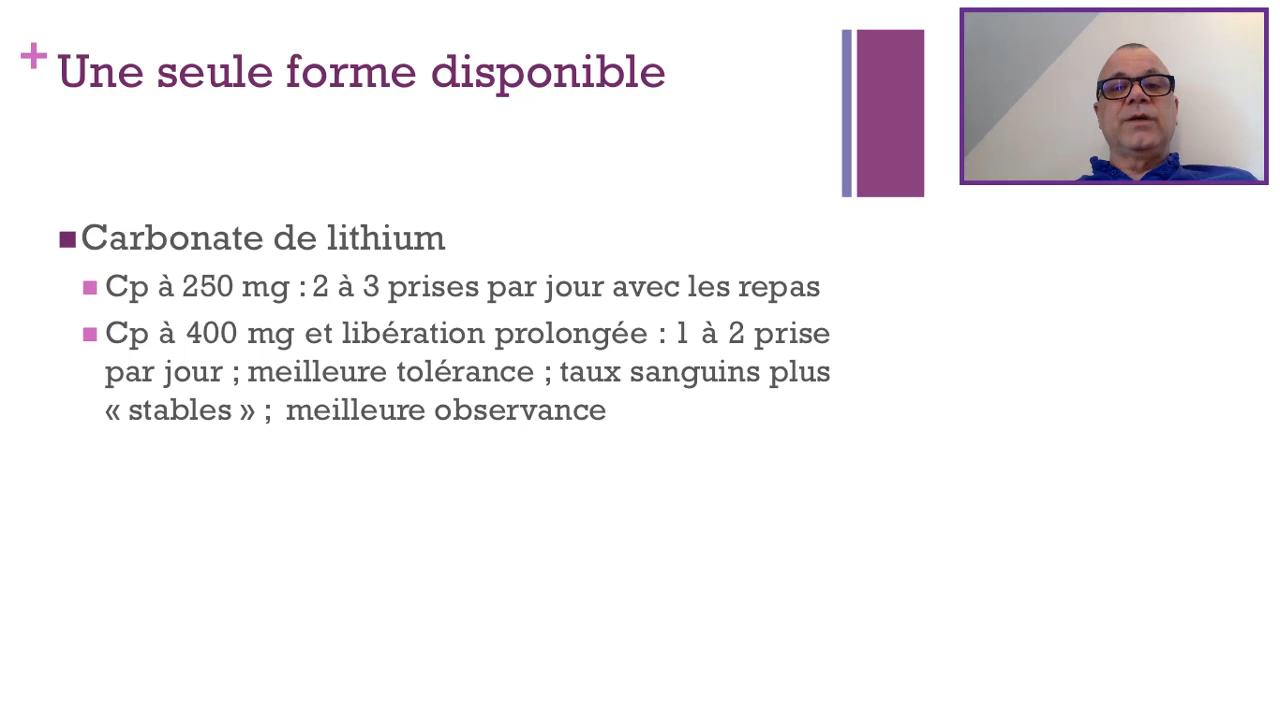 + Une seule forme disponible
Carbonate de lithium
Cp à 250 mg : 2 à 3 prises par jour avec les repas
Cp à 400 mg et libération prolongée : 1 à 2 prise
par jour ; meilleure tolérance ; taux sanguins plus
« stables » ; meilleure observance